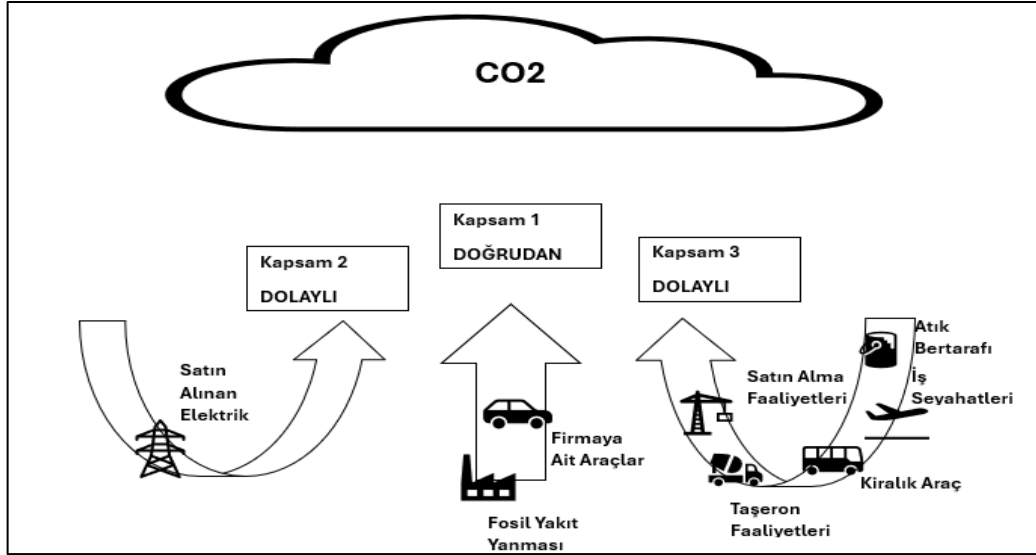 CO2
Kapsam 2
DOLAYLI
Kapsam 1
DOĞRUDAN
Kapsam 3
DOLAYLI
Satın
Alınan
Elektrik
Firmaya
Ait Araçlar
Fosil Yakıt
Yanması
Satın Alma
Faaliyetleri
Taşeron
Faaliyetleri
Kiralık Araç
Atık
Bertarafı
İş
Seyahatleri